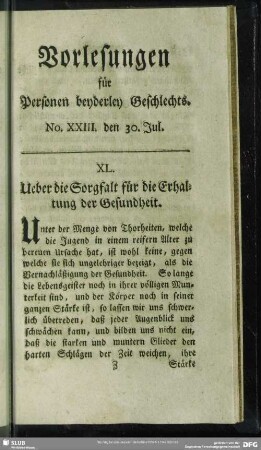 Vorlesungen
für
Personen beyderley Geschlechts.
No. XXIII. den 30. Jul.
XL.
Ueber die Sorgfalt für die Erhal-
tung der Gesundheit.
Unter der Menge von Thorheiten, welche
die Jugend in einem reifern Alter zu
bereuen Ursache hat, ist wohl keine, gegen
welche sie sich ungelehriger bezeigt, als die
Vernachläßigung der Gesundheit. So lange
die Lebensgeister noch in ihrer völligen Mun-
terkeit sind, und der Körper noch in seiner
ganzen Stärke ist, so lassen wir uns schwer-
lich übetreden, daß jeder Augenblick uns
schwächen kann, und bilden uns nicht ein,
daß die starken und muntern Glieder den
harten Schlägen der Zeit weichen, ihre
Z Stärke
SLUB
DFG